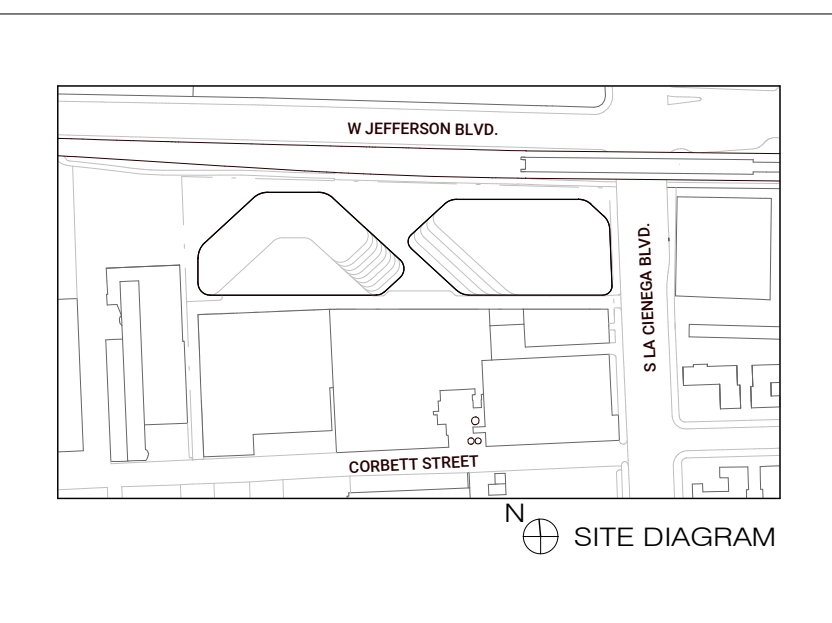 W JEFFERSON BLVD.
S LA CIENEGA BLVD.
CORBETT STREET
N
SITE DIAGRAM